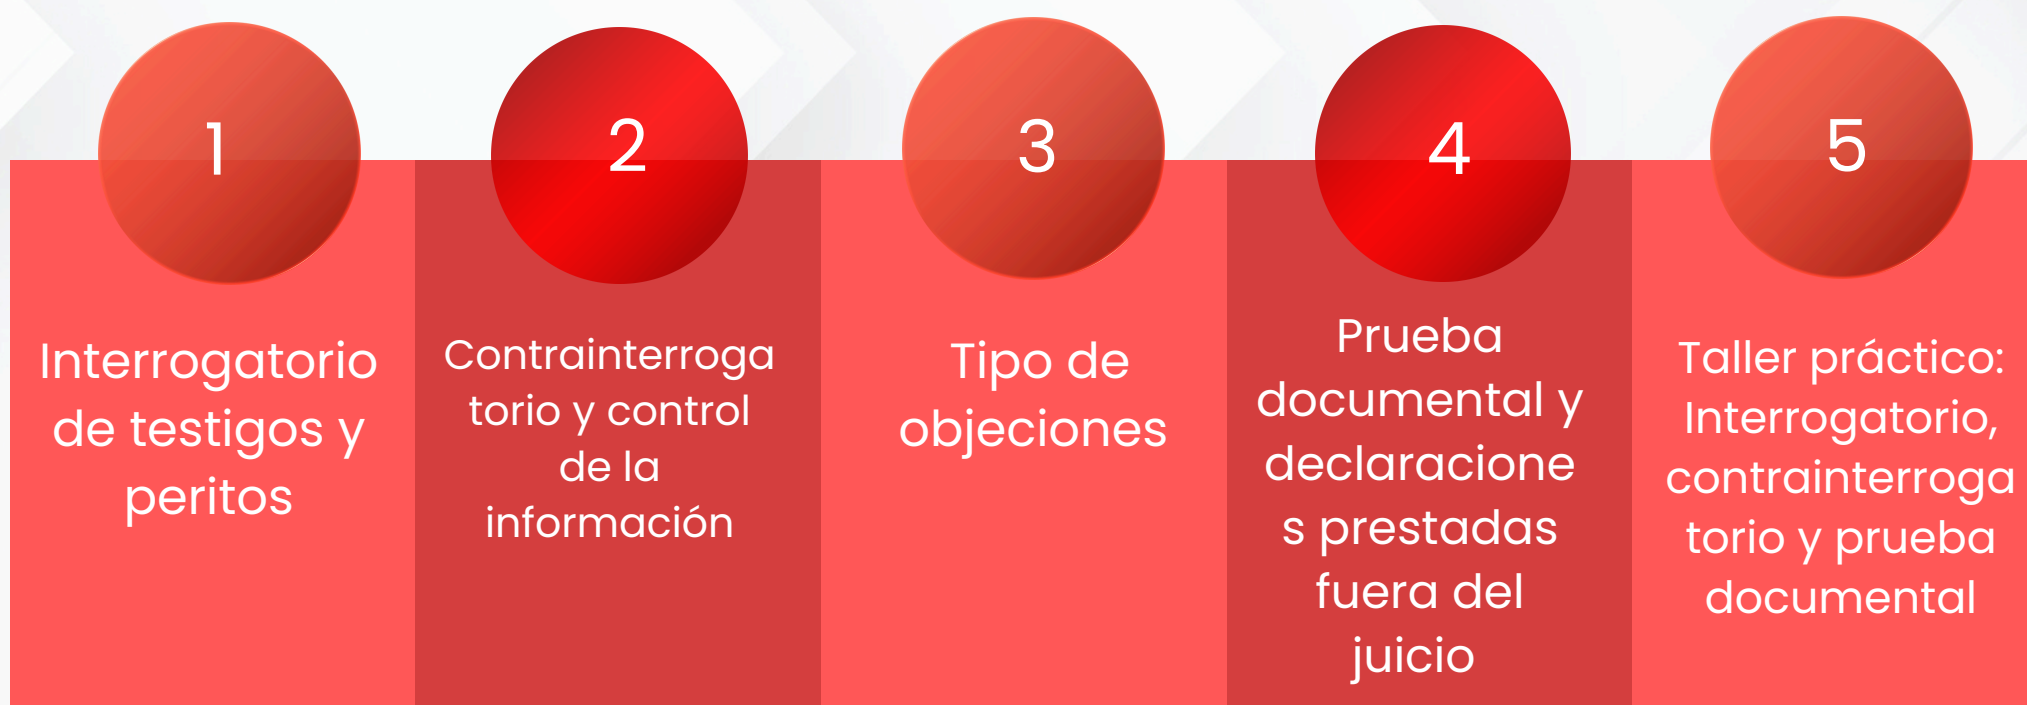 1
Interrogatorio
de testigos y
peritos
2
Contrainterroga
torio y control
de la
información
3
Tipo de
objeciones
4
Prueba
documental y
declaracione
s prestadas
fuera del
juicio
5
Taller práctico:
Interrogatorio,
contrainterroga
torio y prueba
documental